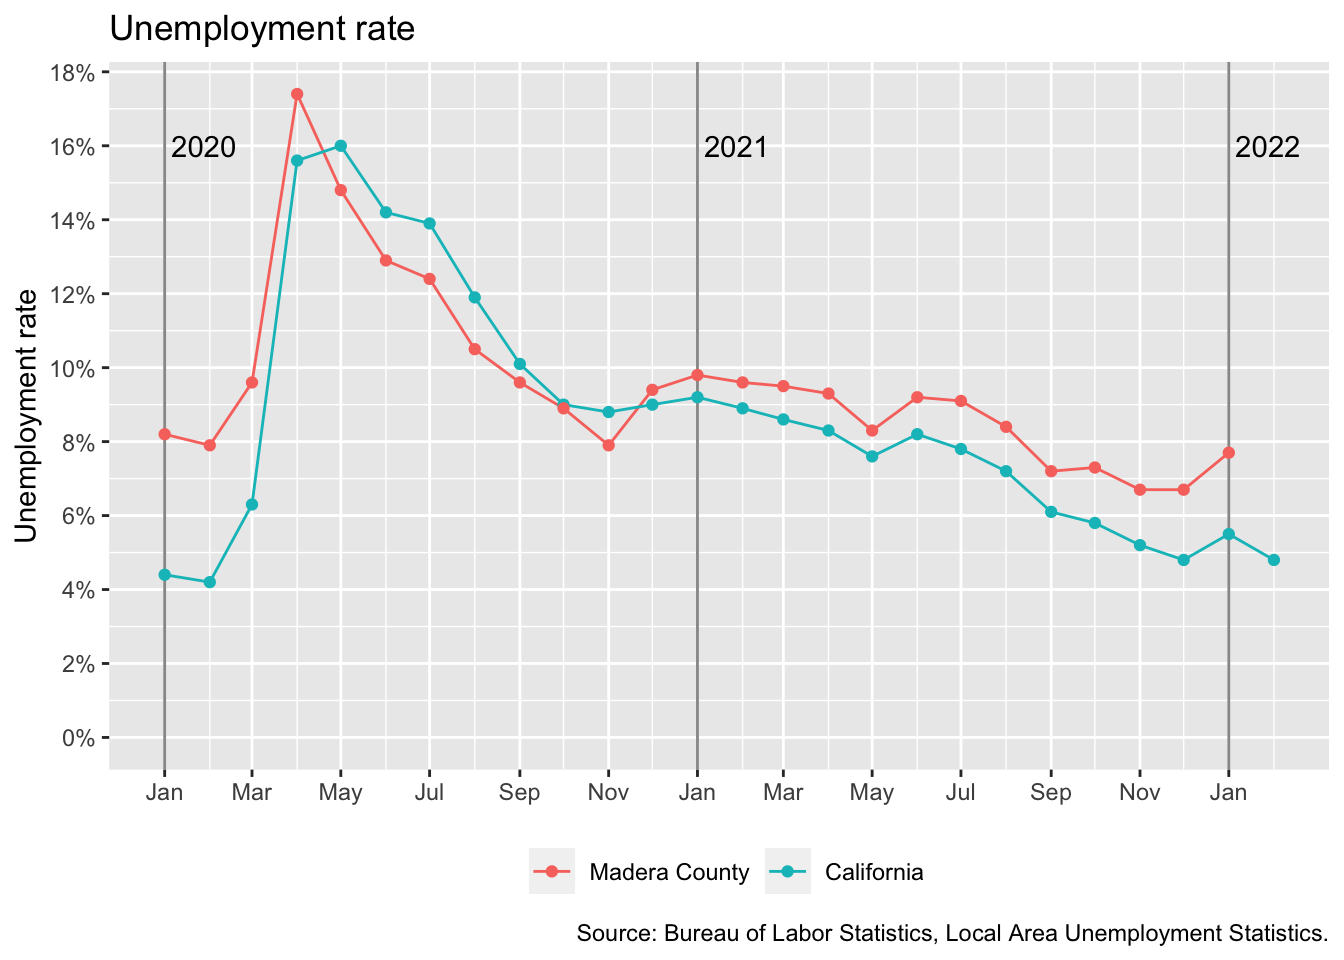 Unemployment rate
Unemployment rate
18%
16%
14%
12%
10%
8%
6%
4%
2%
0%
2020
2021
2022
Jan Mar May Jul Sep Nov Jan Mar May Jul Sep Nov Jan
Madera County California
Source: Bureau of Labor Statistics, Local Area Unemployment Statistics.